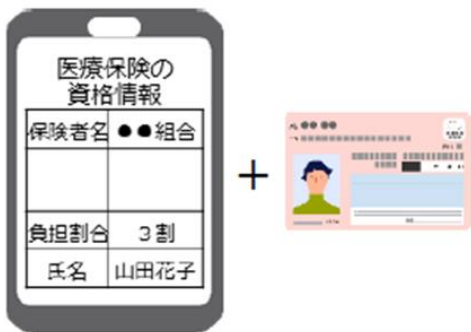 医療保険の
資格情報
保険者名 ●●組合
負担割合 3割
氏名 山田花子
+